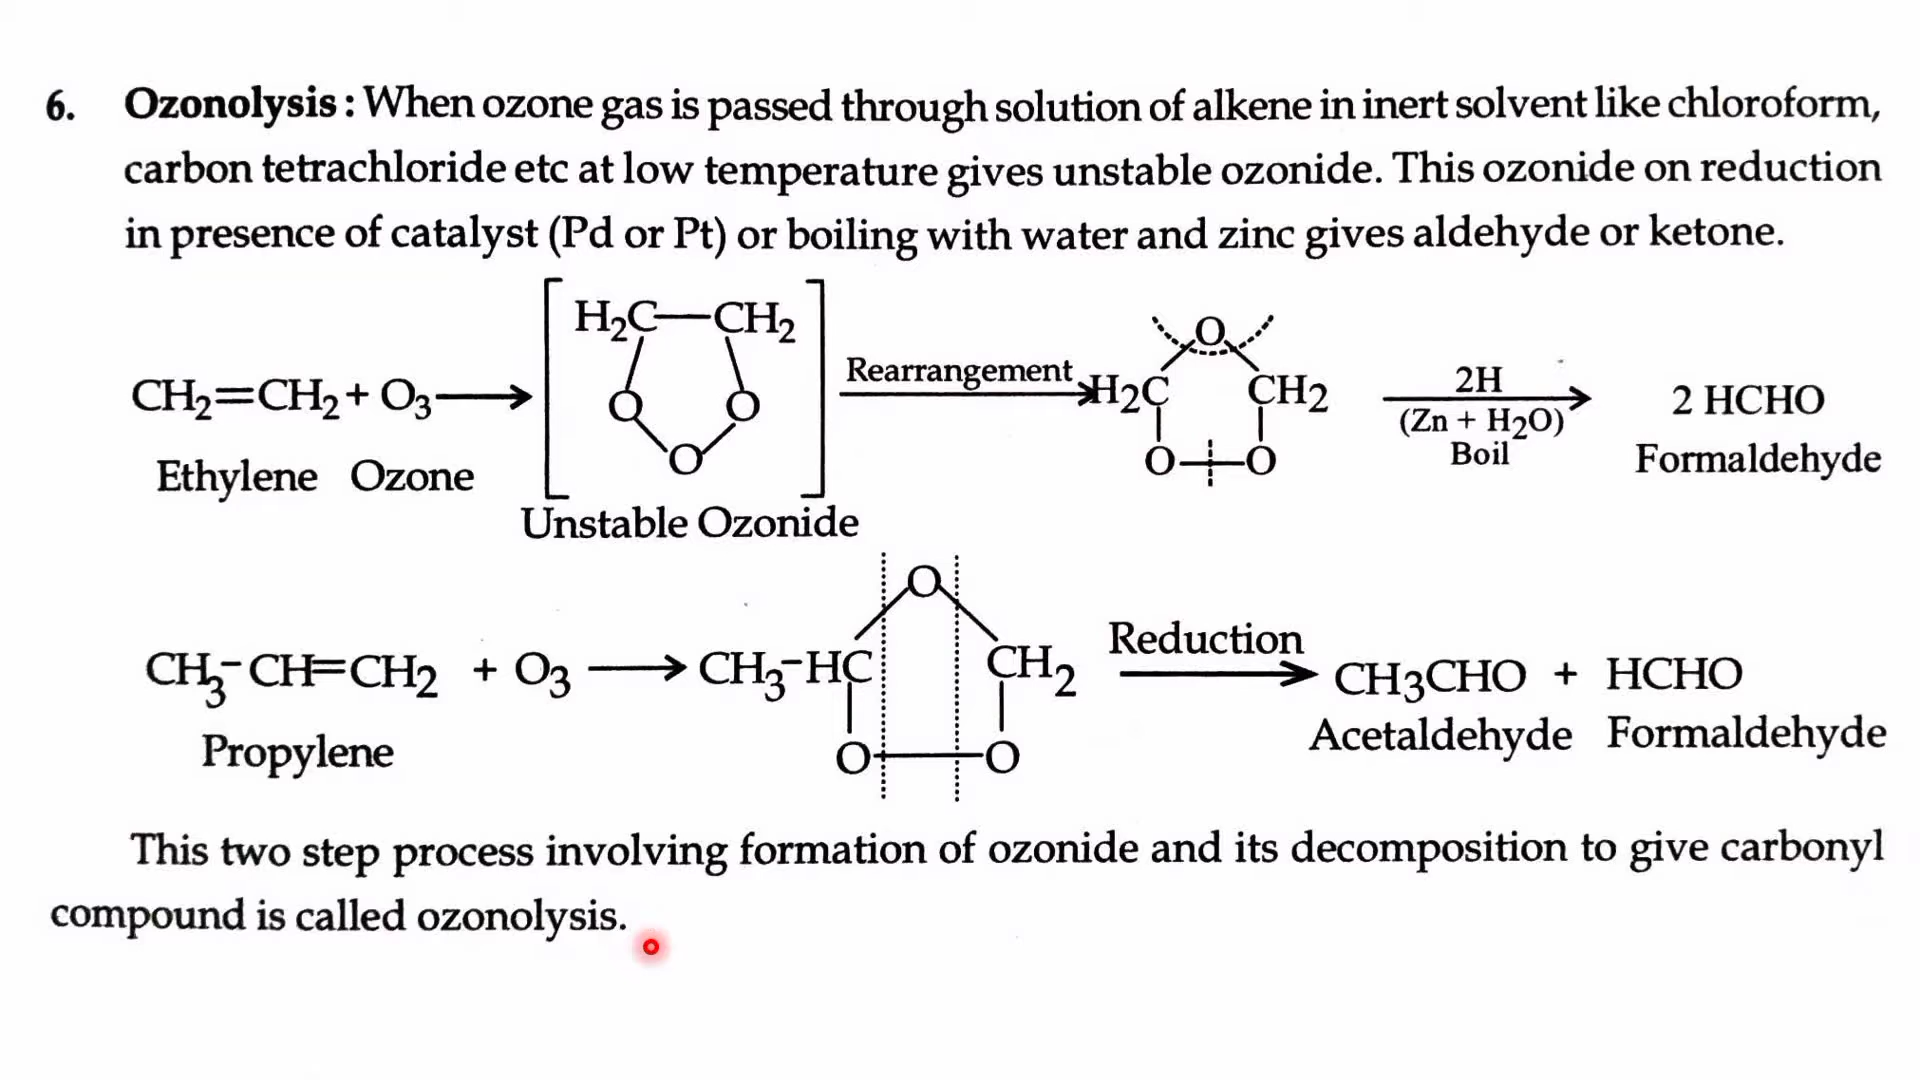 6. Ozonolysis : When ozone gas is passed through solution of alkene in inert solvent like chloroform,
carbon tetrachloride etc at low temperature gives unstable ozonide. This ozonide on reduction
in presence of catalyst (Pd or Pt) or boiling with water and zinc gives aldehyde or ketone.
H₂C—CH₂
O O
O
CH₂=CH₂ + O₃ ⟶
Ethylene Ozone
Unstable Ozonide
Rearrangement
O
H₂C CH₂
O—O
2H
(Zn + H₂O)
Boil
2 HCHO
Formaldehyde
CH₃-CH=CH₂ + O₃ ⟶
Propylene
O
CH₃-HC CH₂
O—O
Reduction
CH3CHO + HCHO
Acetaldehyde Formaldehyde
This two step process involving formation of ozonide and its decomposition to give carbonyl
compound is called ozonolysis.